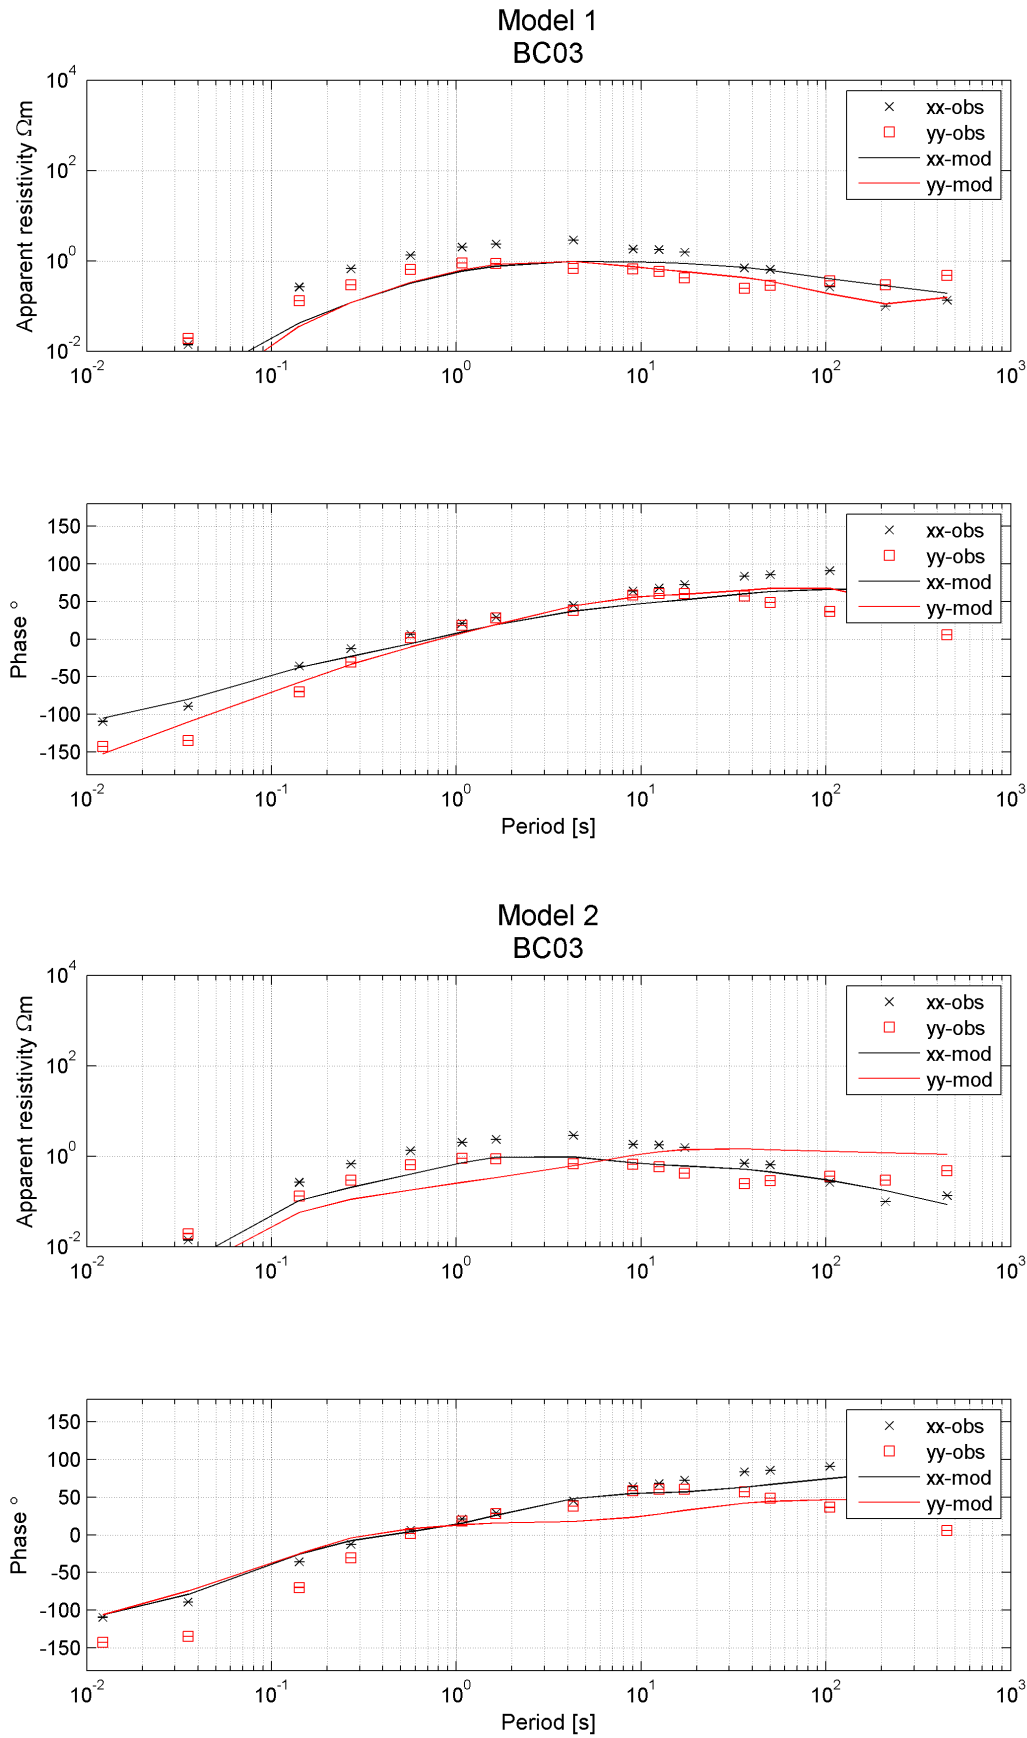 Model 1
BC03
Apparent resistivity Ωm
10^4
10^2
10^0
10^-2
xx-obs
yy-obs
xx-mod
yy-mod
10^-2 10^-1 10^0 10^1 10^2 10^3
Phase °
150
100
50
0
-50
-100
-150
xx-obs
yy-obs
xx-mod
yy-mod
10^-2 10^-1 10^0 10^1 10^2 10^3
Period [s]
Model 2
BC03
Apparent resistivity Ωm
10^4
10^2
10^0
10^-2
xx-obs
yy-obs
xx-mod
yy-mod
10^-2 10^-1 10^0 10^1 10^2 10^3
Phase °
150
100
50
0
-50
-100
-150
xx-obs
yy-obs
xx-mod
yy-mod
10^-2 10^-1 10^0 10^1 10^2 10^3
Period [s]